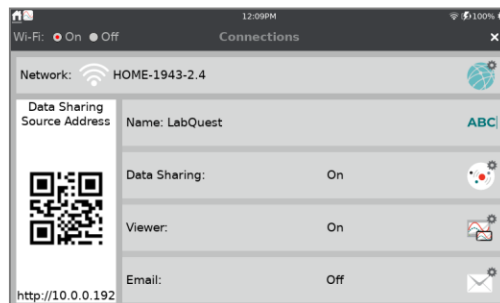 12:09PM
100%
Wi-Fi: On Off Connections
Network: HOME-1943-2.4
Data Sharing
Source Address
Name: LabQuest
ABC
Data Sharing: On
Viewer: On
Email: Off
http://10.0.0.192